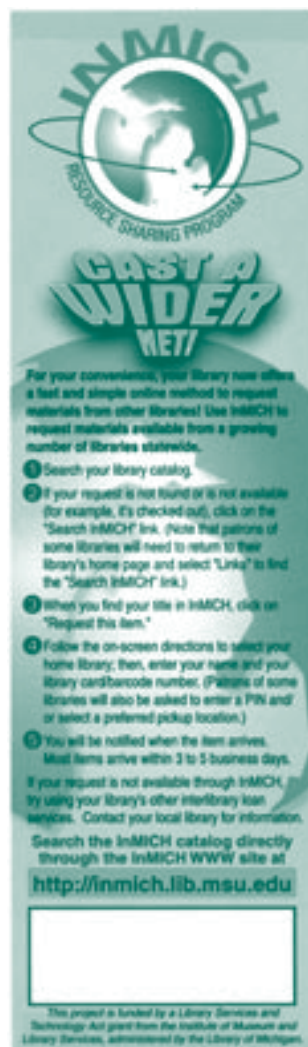 INMICH
RESOURCE SHARING PROGRAM
CAST A
WIDER
NET!
For your convenience, your library now offers
a fast and simple online method to request
materials from other libraries! Use InMICH to
request materials available from a growing
number of libraries statewide.
1 Search your library catalog.
2 If your request is not found or is not available
(for example, it's checked out), click on the
"Search InMICH" link. (Note that patrons of
some libraries will need to return to their
library's home page and select "Links" to find
the "Search InMICH" link.)
3 When you find your title in InMICH, click on
"Request this item."
4 Follow the on-screen directions to select your
home library; then, enter your name and your
library card/barcode number. (Patrons of some
libraries will also be asked to enter a PIN and/
or select a preferred pickup location.)
5 You will be notified when the item arrives.
Most items arrive within 3 to 5 business days.
If your request is not available through InMICH,
try using your library's other interlibrary loan
services. Contact your local library for information.
Search the InMICH catalog directly
through the InMICH WWW site at
http://inmich.lib.msu.edu
This project is funded by a Library Services and
Technology Act grant from the Institute of Museum and
Library Services, administered by the Library of Michigan.